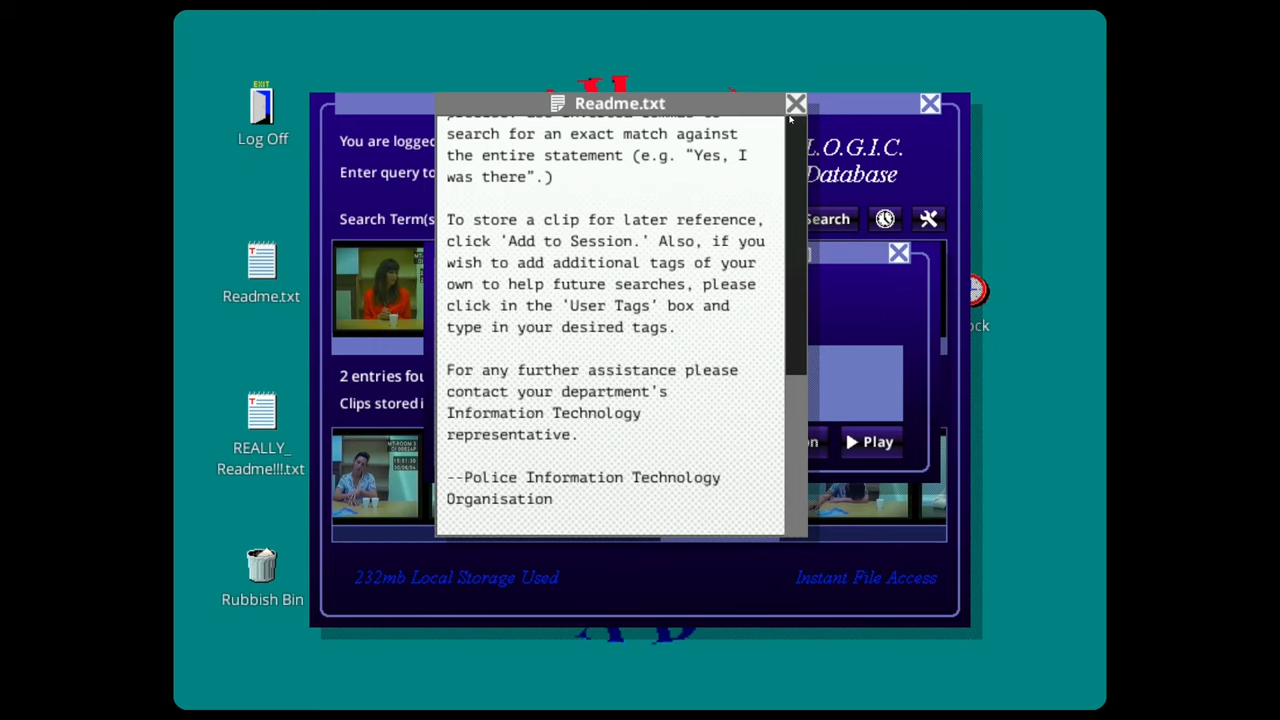 EXIT
Log Off
Readme.txt
REALLY_
Readme!!!.txt
Rubbish Bin
You are logged
Enter query to
Search Term(s
2 entries fou
Clips stored i
232mb Local Storage Used
Instant File Access
L.O.G.I.C.
Database
Search
Play
Readme.txt
search for an exact match against
the entire statement (e.g. "Yes, I
was there".)
To store a clip for later reference,
click 'Add to Session.' Also, if you
wish to add additional tags of your
own to help future searches, please
click in the 'User Tags' box and
type in your desired tags.
For any further assistance please
contact your department's
Information Technology
representative.
--Police Information Technology
Organisation